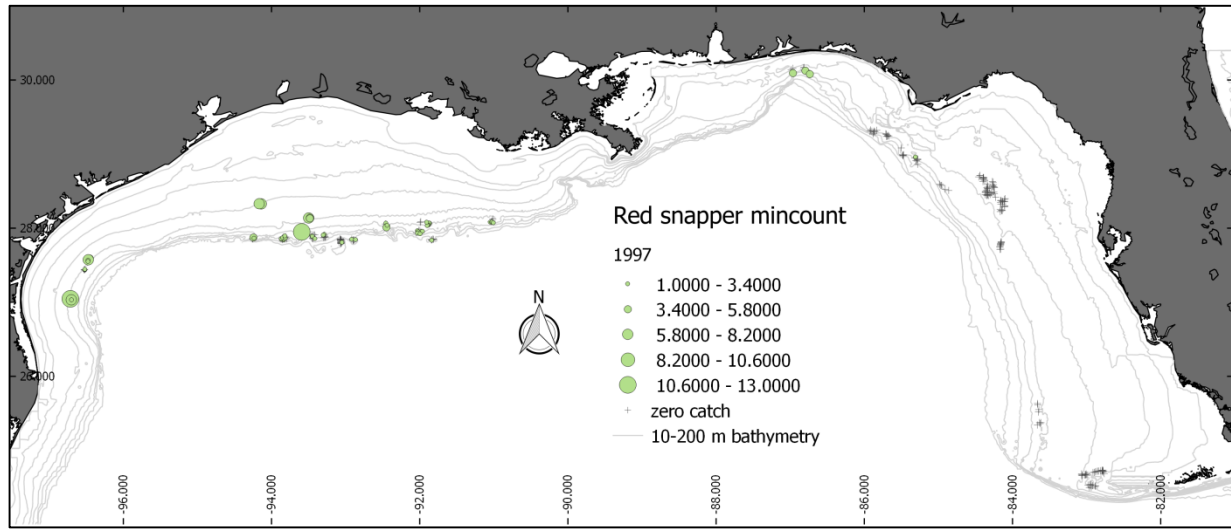 30.000
28.000
26.000
Red snapper mincount
1997
1.0000 - 3.4000
3.4000 - 5.8000
5.8000 - 8.2000
8.2000 - 10.6000
10.6000 - 13.0000
zero catch
10-200 m bathymetry
N
-96.000
-94.000
-92.000
-90.000
-88.000
-86.000
-84.000
-82.000